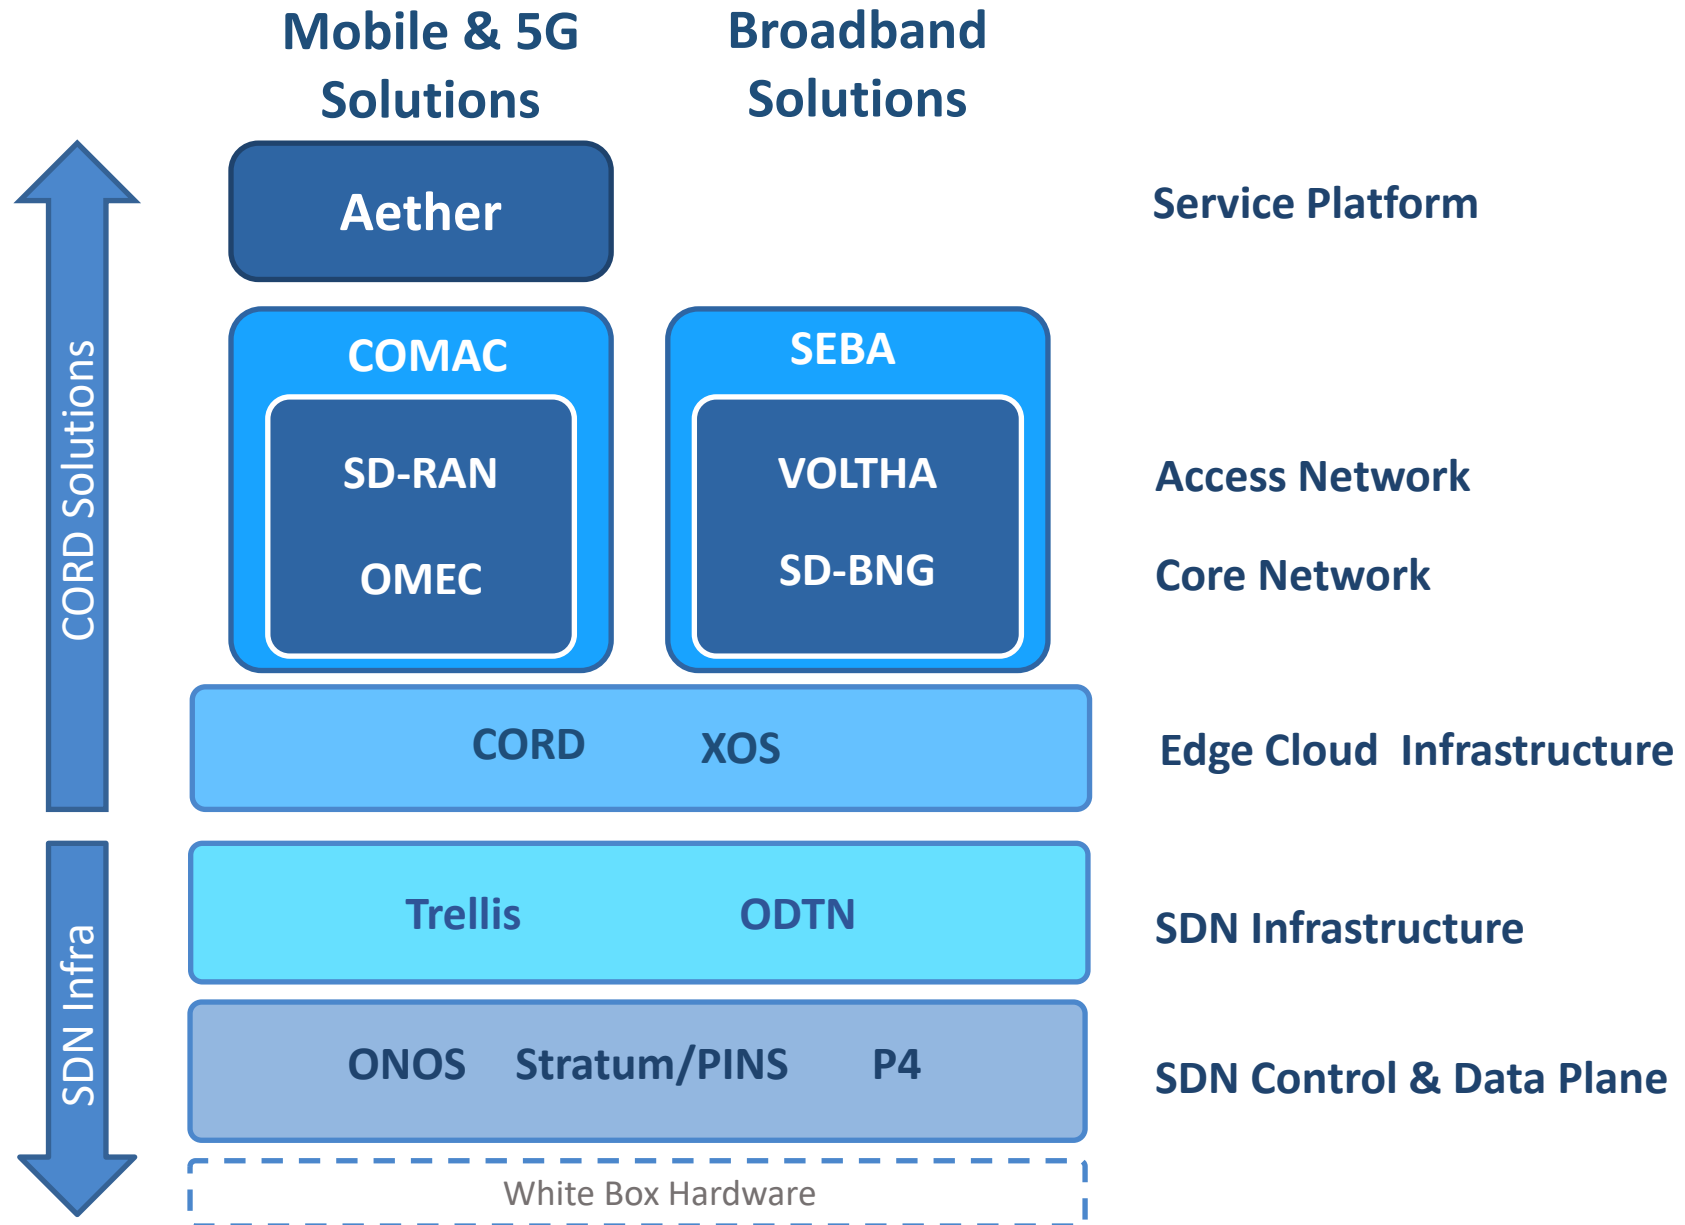 Mobile & 5G
Solutions
Broadband
Solutions
Aether
Service Platform
CORD Solutions
COMAC
SEBA
SD-RAN
VOLTHA
Access Network
OMEC
SD-BNG
Core Network
CORD
XOS
Edge Cloud  Infrastructure
SDN Infra
Trellis
ODTN
SDN Infrastructure
ONOS
Stratum/PINS
P4
SDN Control & Data Plane
White Box Hardware